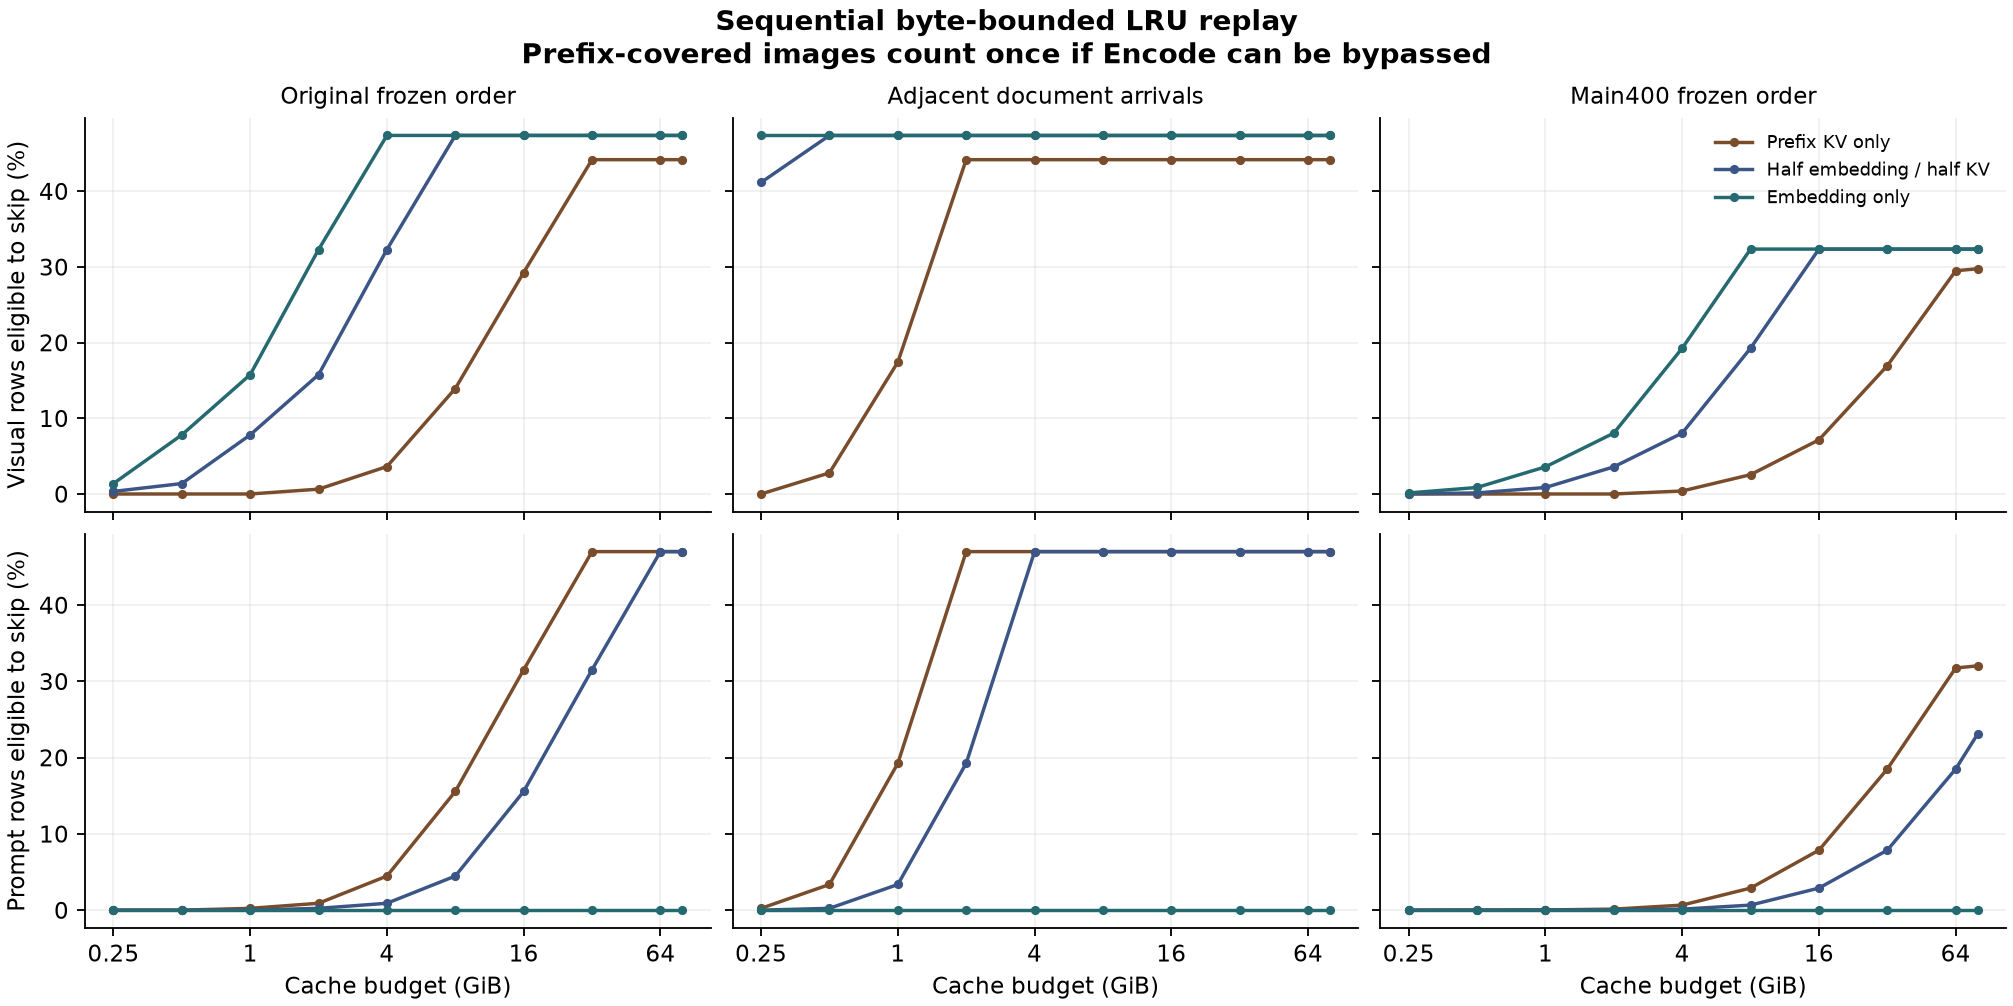 Sequential byte-bounded LRU replay
Prefix-covered images count once if Encode can be bypassed
Original frozen order
Adjacent document arrivals
Main400 frozen order
Visual rows eligible to skip (%)
40
30
20
10
0
Prefix KV only
Half embedding / half KV
Embedding only
Prompt rows eligible to skip (%)
40
30
20
10
0
0.25 1 4 16 64
0.25 1 4 16 64
0.25 1 4 16 64
Cache budget (GiB)
Cache budget (GiB)
Cache budget (GiB)